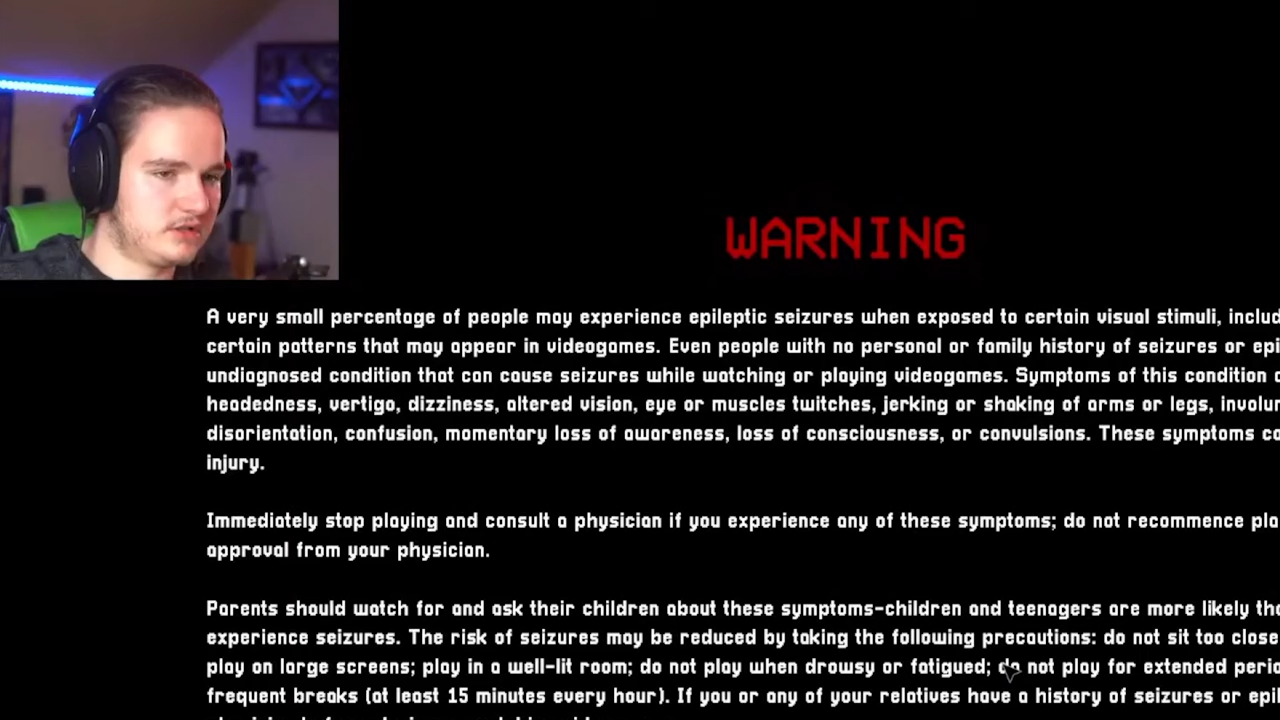 WARNING
A very small percentage of people may experience epileptic seizures when exposed to certain visual stimuli,
certain patterns that may appear in videogames. Even people with no personal or family history of seizures or
undiagnosed condition that can cause seizures while watching or playing videogames. Symptoms of this condition
headedness, vertigo, dizziness, altered vision, eye or muscles twitches, jerking or shaking of arms or legs,
disorientation, confusion, momentary loss of awareness, loss of consciousness, or convulsions. These symptoms
injury.
Immediately stop playing and consult a physician if you experience any of these symptoms; do not recommence
approval from your physician.
Parents should watch for and ask their children about these symptoms-children and teenagers are more likely
experience seizures. The risk of seizures may be reduced by taking the following precautions: do not sit too close
play on large screens; play in a well-lit room; do not play when drowsy or fatigued; do not play for extended
frequent breaks (at least 15 minutes every hour). If you or any of your relatives have a history of seizures or